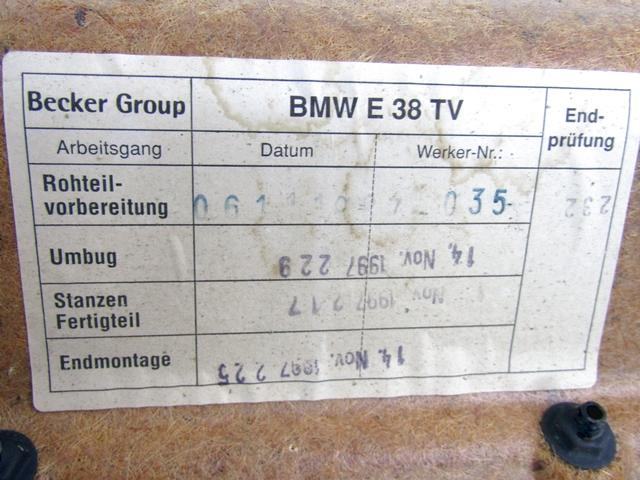 Becker Group BMW E 38 TV End-
prüfung
Arbeitsgang Datum Werker-Nr.:
Rohteil-
vorbereitung 035
232
Umbug 14. Nov. 1997 229
Stanzen
Fertigteil Nov. 1997 217
Endmontage 14. Nov. 1997 225